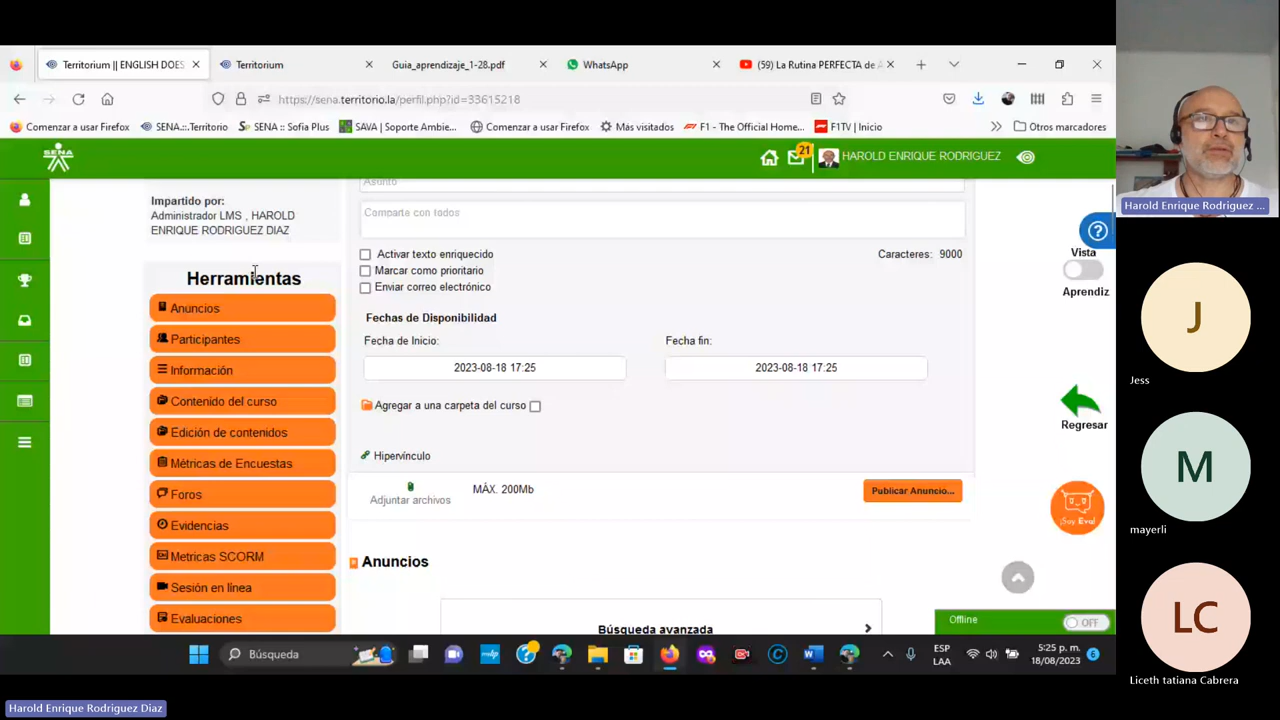 Territorium || ENGLISH DOES
Territorium
Guia_aprendizaje_1-28.pdf
WhatsApp
(59) La Rutina PERFECTA de A
https://sena.territorio.la/perfil.php?id=33615218
Comenzar a usar Firefox
SENA.::.Territorio
SENA :: Sofia Plus
SAVA | Soporte Ambie...
Comenzar a usar Firefox
Más visitados
F1 - The Official Home...
F1TV | Inicio
Otros marcadores
SENA
21
HAROLD ENRIQUE RODRIGUEZ
Impartido por:
Administrador LMS , HAROLD
ENRIQUE RODRIGUEZ DIAZ
Herramientas
Anuncios
Participantes
Información
Contenido del curso
Edición de contenidos
Métricas de Encuestas
Foros
Evidencias
Metricas SCORM
Sesión en línea
Evaluaciones
Asunto
Comparte con todos
Activar texto enriquecido
Caracteres: 9000
Marcar como prioritario
Enviar correo electrónico
Fechas de Disponibilidad
Fecha de Inicio:
Fecha fin:
2023-08-18 17:25
2023-08-18 17:25
Agregar a una carpeta del curso
Hipervínculo
Adjuntar archivos
MÁX. 200Mb
Publicar Anuncio...
Anuncios
Búsqueda avanzada
?
Vista
Aprendiz
Regresar
¡Soy Eva!
Offline
OFF
Búsqueda
ESP
LAA
5:25 p. m.
18/08/2023
6
Harold Enrique Rodriguez ...
J
Jess
M
mayerli
LC
Liceth tatiana Cabrera
Harold Enrique Rodriguez Diaz